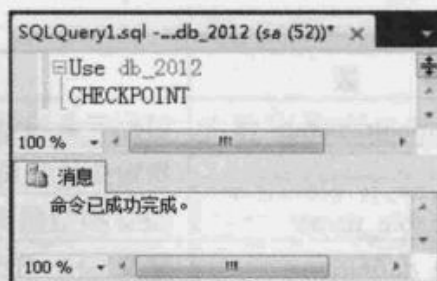 SQLQuery1.sql -...db_2012 (sa (52))* ×
Use db_2012
CHECKPOINT
100 %
消息
命令已成功完成。
100 %